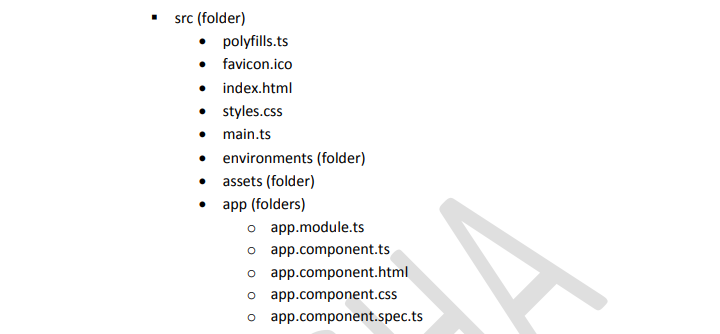 src (folder)
polyfills.ts
favicon.ico
index.html
styles.css
main.ts
environments (folder)
assets (folder)
app (folders)
app.module.ts
app.component.ts
app.component.html
app.component.css
app.component.spec.ts
HA